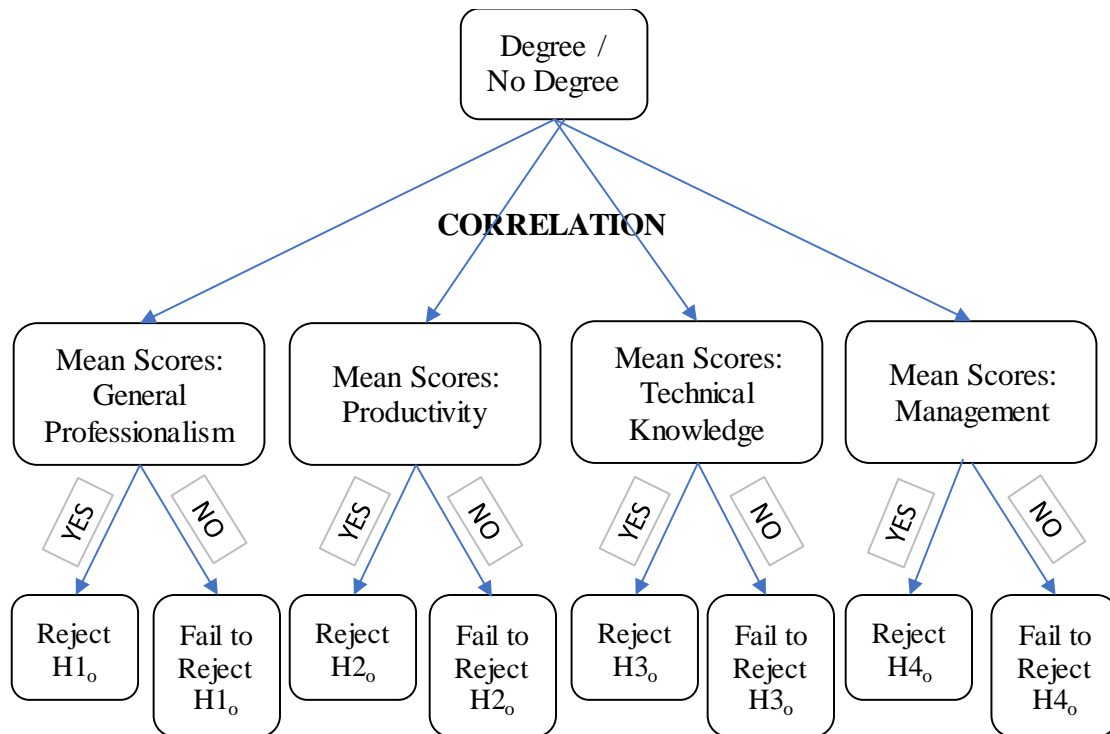 Degree /
No Degree
CORRELATION
Mean Scores:
General
Professionalism
Mean Scores:
Productivity
Mean Scores:
Technical
Knowledge
Mean Scores:
Management
YES
NO
YES
NO
YES
NO
YES
NO
Reject
H1ₒ
Fail to
Reject
H1ₒ
Reject
H2ₒ
Fail to
Reject
H2ₒ
Reject
H3ₒ
Fail to
Reject
H3ₒ
Reject
H4ₒ
Fail to
Reject
H4ₒ